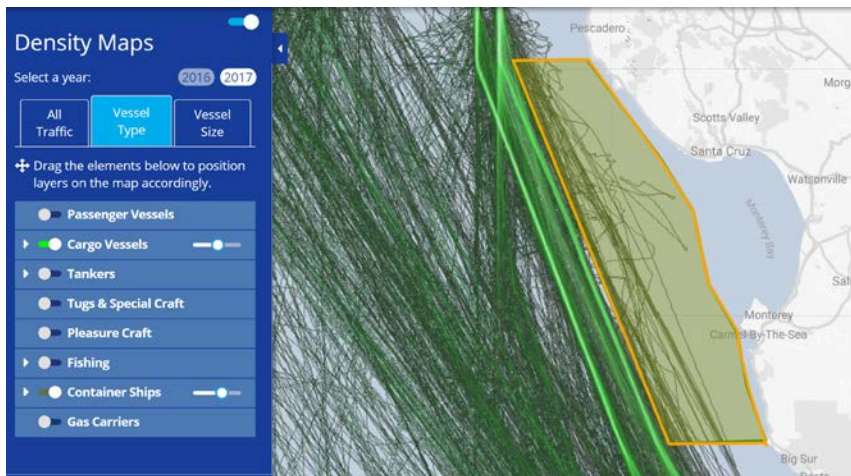 Density Maps
Select a year:
2016 2017
All Traffic
Vessel Type
Vessel Size
Drag the elements below to position
layers on the map accordingly.
Passenger Vessels
Cargo Vessels
Tankers
Tugs & Special Craft
Pleasure Craft
Fishing
Container Ships
Gas Carriers
Pescadero
Morg
Scotts Valley
Santa Cruz
Watsonville
Monterey Bay
Sal
Monterey
Carmel-By-The-Sea
Big Sur